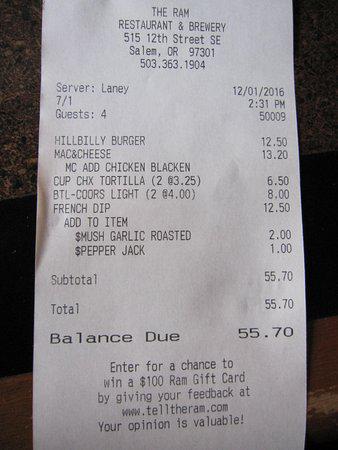 THE RAM
RESTAURANT & BREWERY
515 12th Street SE
Salem, OR 97301
503.363.1904
Server: Laney 12/01/2016
7/1 2:31 PM
Guests: 4 50009
HILLBILLY BURGER 12.50
MAC&CHEESE 13.20
MC ADD CHICKEN BLACKEN
CUP CHX TORTILLA (2 @3.25) 6.50
BTL-COORS LIGHT (2 @4.00) 8.00
FRENCH DIP 12.50
ADD TO ITEM
$MUSH GARLIC ROASTED 2.00
$PEPPER JACK 1.00
Subtotal 55.70
Total 55.70
Balance Due 55.70
Enter for a chance to
win a $100 Ram Gift Card
by giving your feedback at
www.telltheram.com
Your opinion is valuable!